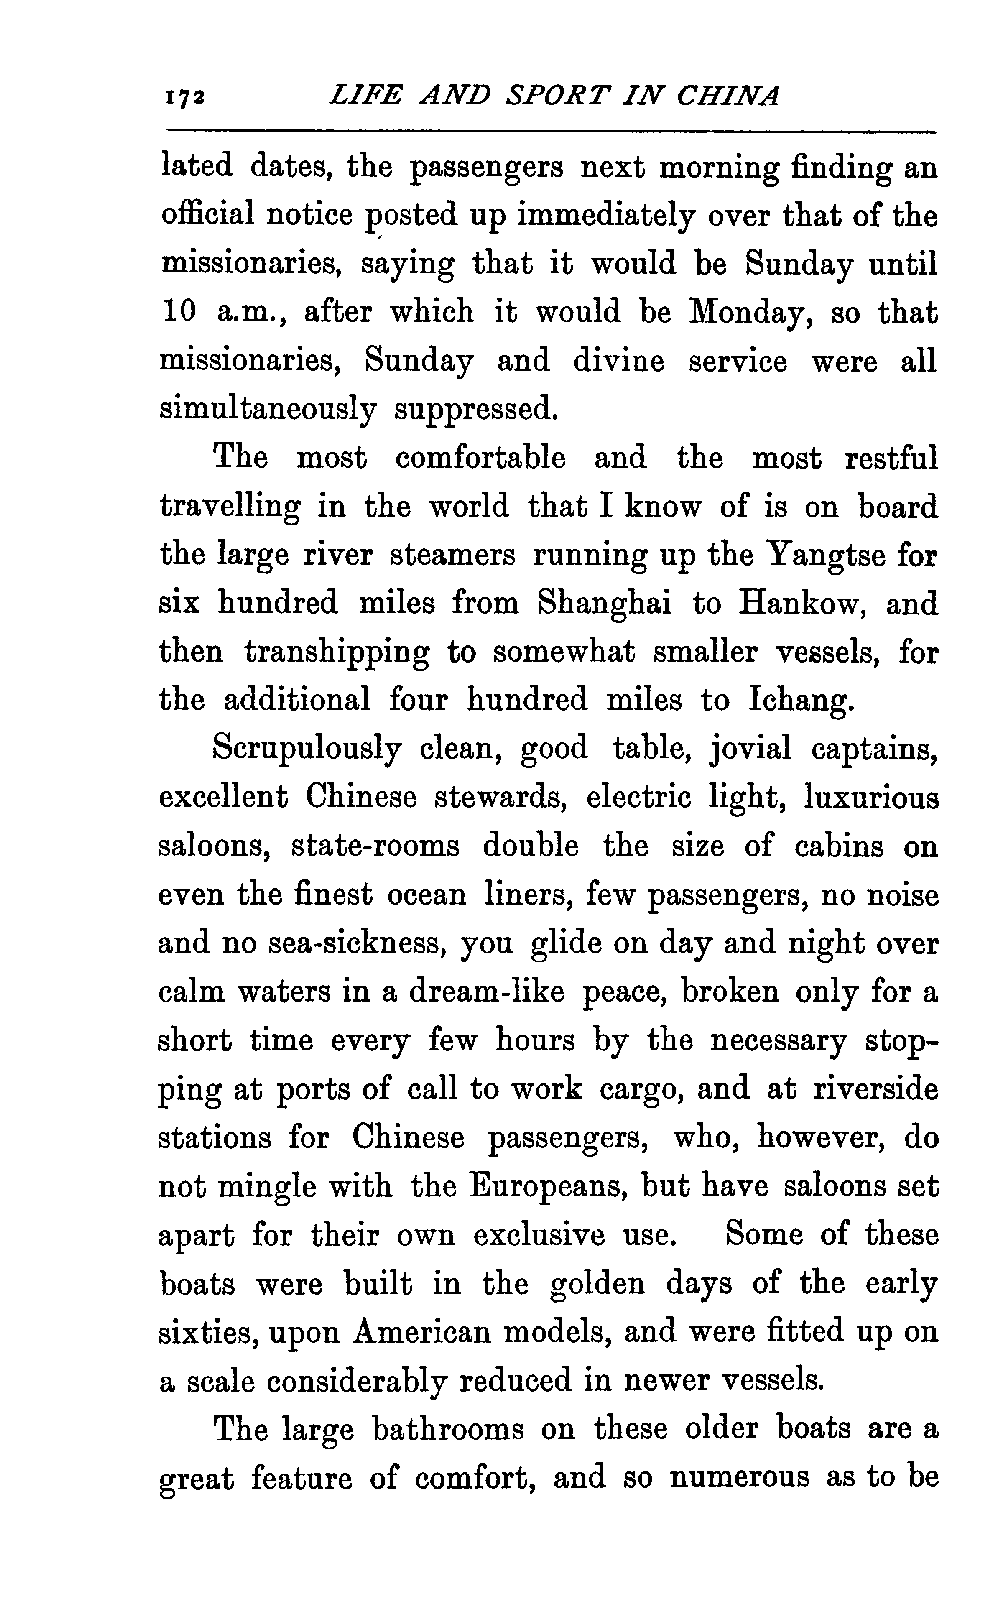 172 LIFE AND SPORT IN CHINA
lated dates, the passengers next morning finding an
official notice posted up immediately over that of the
missionaries, saying that it would be Sunday until
10 a.m., after which it would be Monday, so that
missionaries, Sunday and divine service were all
simultaneously suppressed.
The most comfortable and the most restful
travelling in the world that I know of is on board
the large river steamers running up the Yangtse for
six hundred miles from Shanghai to Hankow, and
then transhipping to somewhat smaller vessels, for
the additional four hundred miles to Ichang.
Scrupulously clean, good table, jovial captains,
excellent Chinese stewards, electric light, luxurious
saloons, state-rooms double the size of cabins on
even the finest ocean liners, few passengers, no noise
and no sea-sickness, you glide on day and night over
calm waters in a dream-like peace, broken only for a
short time every few hours by the necessary stop-
ping at ports of call to work cargo, and at riverside
stations for Chinese passengers, who, however, do
not mingle with the Europeans, but have saloons set
apart for their own exclusive use. Some of these
boats were built in the golden days of the early
sixties, upon American models, and were fitted up on
a scale considerably reduced in newer vessels.
The large bathrooms on these older boats are a
great feature of comfort, and so numerous as to be